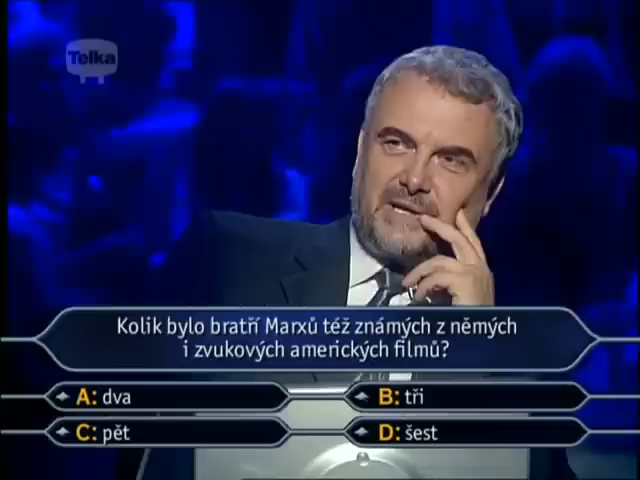 Telka
Kolik bylo bratří Marxů též známých z němých
i zvukových amerických filmů?
A: dva
B: tři
C: pět
D: šest